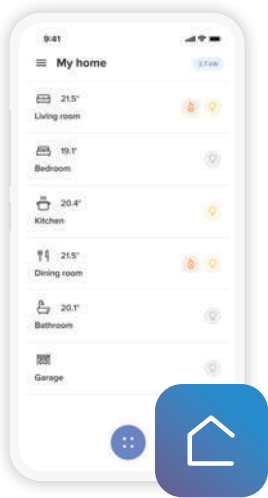 9:41
My home
3.7 kW
21.5°
Living room
19.1°
Bedroom
20.4°
Kitchen
21.5°
Dining room
20.1°
Bathroom
Garage